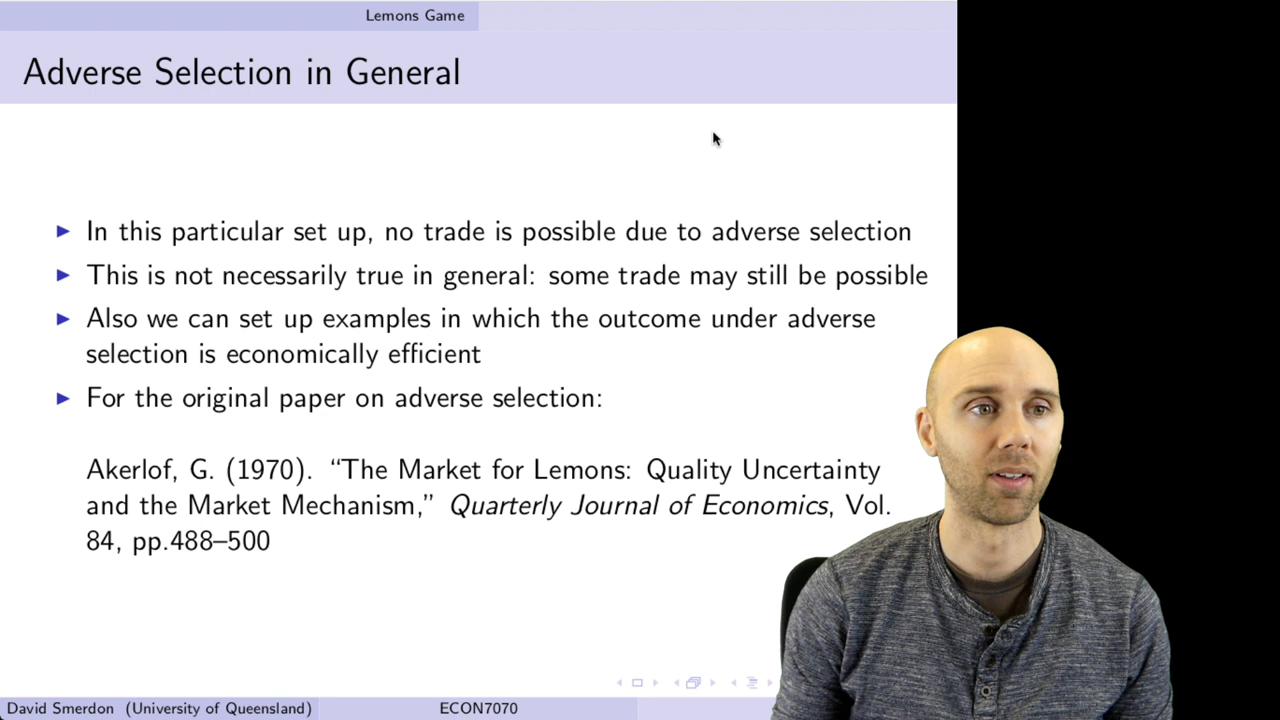 Lemons Game
Adverse Selection in General
In this particular set up, no trade is possible due to adverse selection
This is not necessarily true in general: some trade may still be possible
Also we can set up examples in which the outcome under adverse
selection is economically efficient
For the original paper on adverse selection:
Akerlof, G. (1970). “The Market for Lemons: Quality Uncertainty
and the Market Mechanism,” Quarterly Journal of Economics, Vol.
84, pp.488–500
David Smerdon (University of Queensland)
ECON7070